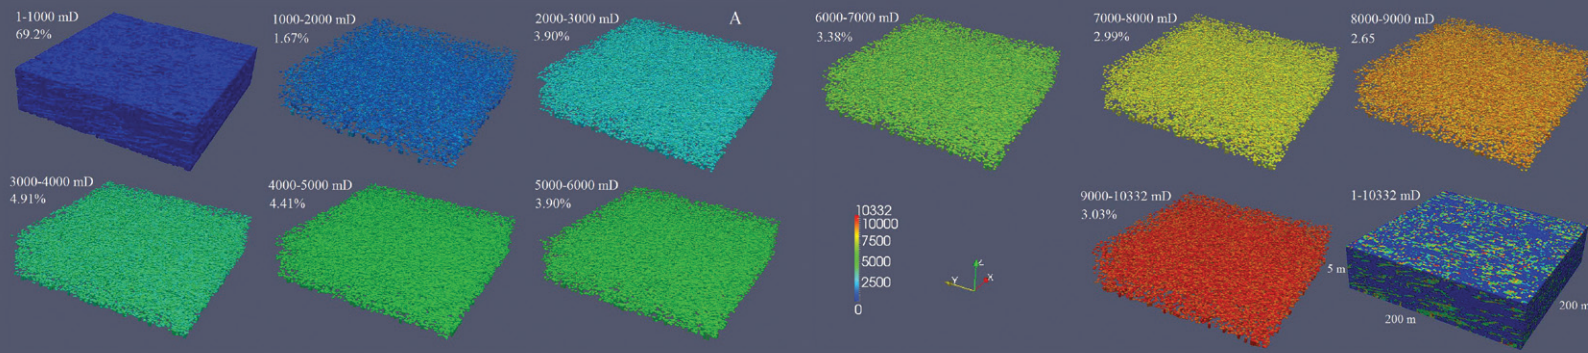 1-1000 mD
69.2%
1000-2000 mD
1.67%
2000-3000 mD
3.90%
A
6000-7000 mD
3.38%
7000-8000 mD
2.99%
8000-9000 mD
2.65
3000-4000 mD
4.91%
4000-5000 mD
4.41%
5000-6000 mD
3.90%
10332
10000
7500
5000
2500
0
Z
Y
X
9000-10332 mD
3.03%
1-10332 mD
5 m
200 m
200 m